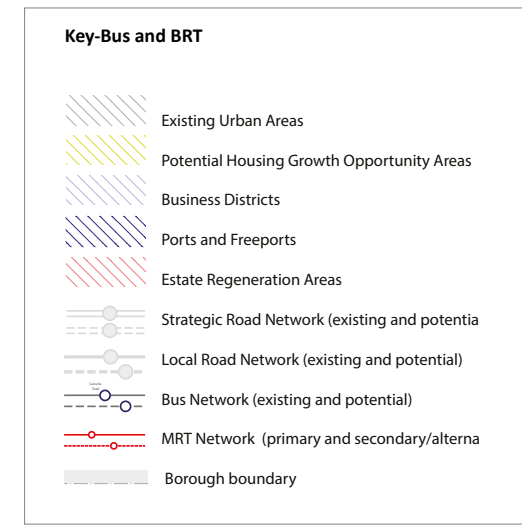 Key-Bus and BRT
Existing Urban Areas
Potential Housing Growth Opportunity Areas
Business Districts
Ports and Freeports
Estate Regeneration Areas
Strategic Road Network (existing and potentia
Local Road Network (existing and potential)
Bus Network (existing and potential)
MRT Network (primary and secondary/alterna
Borough boundary